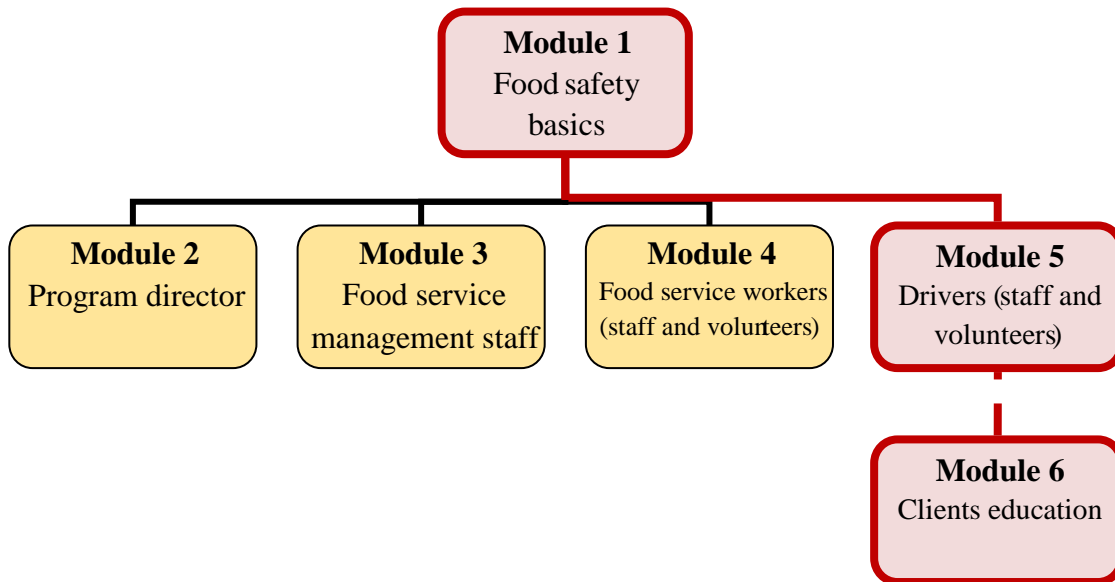 Module 1
Food safety
basics
Module 2
Program director
Module 3
Food service
management staff
Module 4
Food service workers
(staff and volunteers)
Module 5
Drivers (staff and
volunteers)
Module 6
Clients education